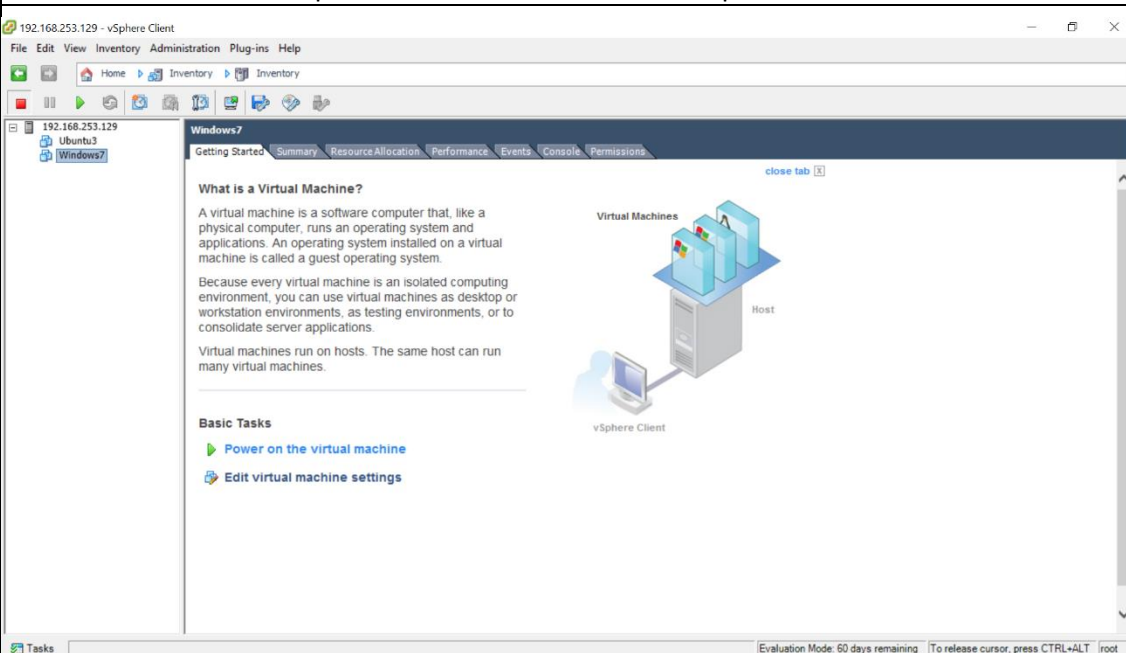 192.168.253.129 - vSphere Client
File Edit View Inventory Administration Plug-ins Help
Home Inventory Inventory
192.168.253.129
Ubuntu3
Windows7
Windows7
Getting Started Summary Resource Allocation Performance Events Console Permissions
close tab X
What is a Virtual Machine?
A virtual machine is a software computer that, like a
physical computer, runs an operating system and
applications. An operating system installed on a virtual
machine is called a guest operating system.
Because every virtual machine is an isolated computing
environment, you can use virtual machines as desktop or
workstation environments, as testing environments, or to
consolidate server applications.
Virtual machines run on hosts. The same host can run
many virtual machines.
Basic Tasks
Power on the virtual machine
Edit virtual machine settings
Virtual Machines
Host
vSphere Client
Tasks
Evaluation Mode: 60 days remaining To release cursor, press CTRL+ALT root